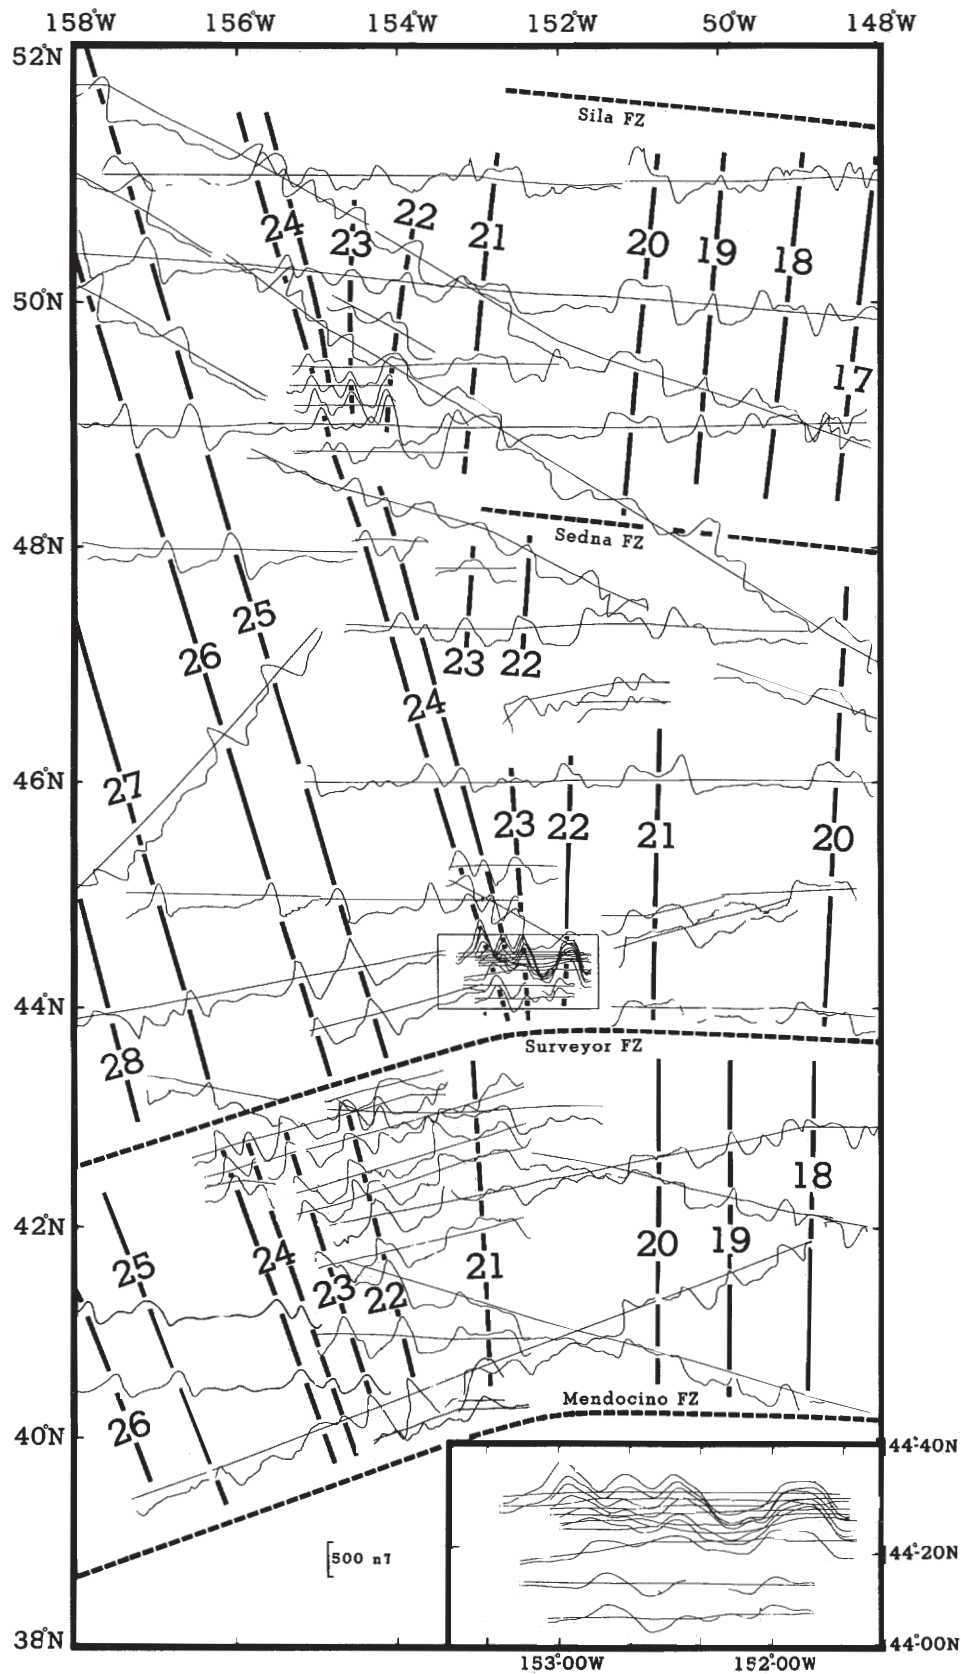 158°W 156°W 154°W 152°W 50°W 148°W
52°N
Sila FZ
24 23 22 21 20 19 18
50°N
17
48°N
Sedna FZ
25
26
23 22
24
46°N
27
23 22 21 20
44°N
Surveyor FZ
28
18
42°N
25 24 23 22 21 20 19
Mendocino FZ
26
40°N
44°40N
500 nT
44°20N
38°N
44°00N
153°00W 152°00W